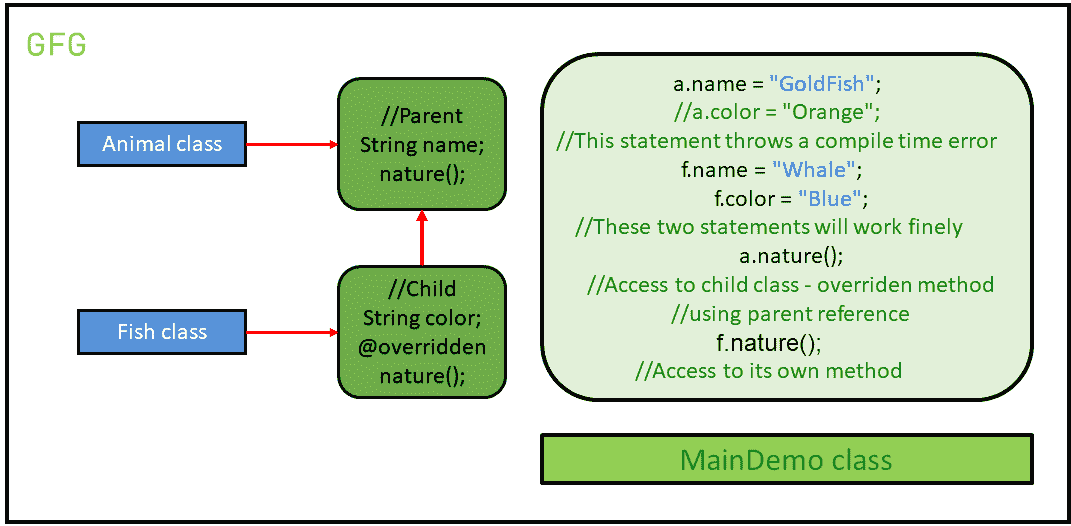 GFG
Animal class
//Parent
String name;
nature();
Fish class
//Child
String color;
@overridden
nature();
a.name = "GoldFish";
//a.color = "Orange";
//This statement throws a compile time error
f.name = "Whale";
f.color = "Blue";
//These two statements will work finely
a.nature();
//Access to child class - overriden method
//using parent reference
f.nature();
//Access to its own method
MainDemo class